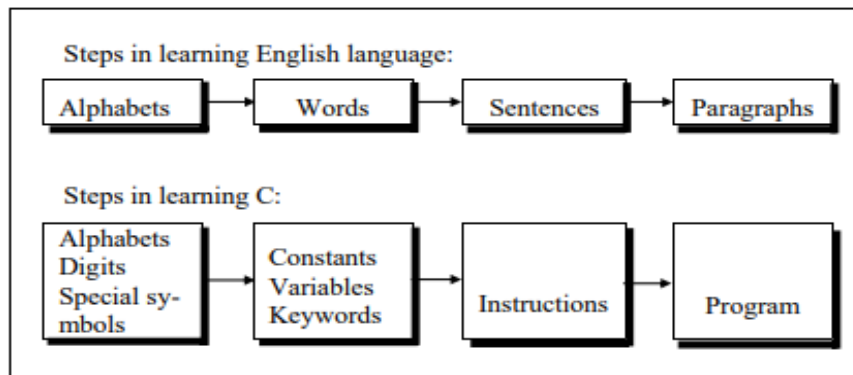 Steps in learning English language:
Alphabets Words Sentences Paragraphs
Steps in learning C:
Alphabets
Digits
Special sy-
mbols
Constants
Variables
Keywords
Instructions
Program